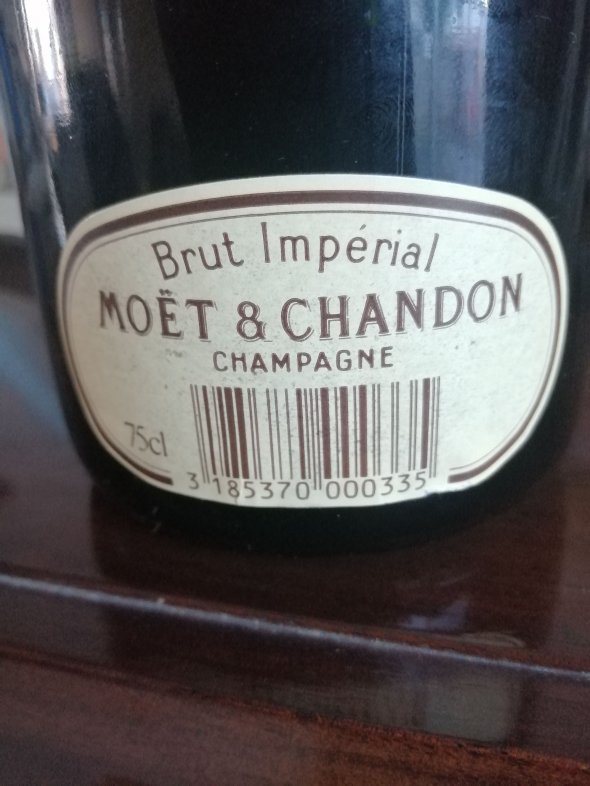 Brut Impérial
MOËT & CHANDON
CHAMPAGNE
75cl
3 185370 000335